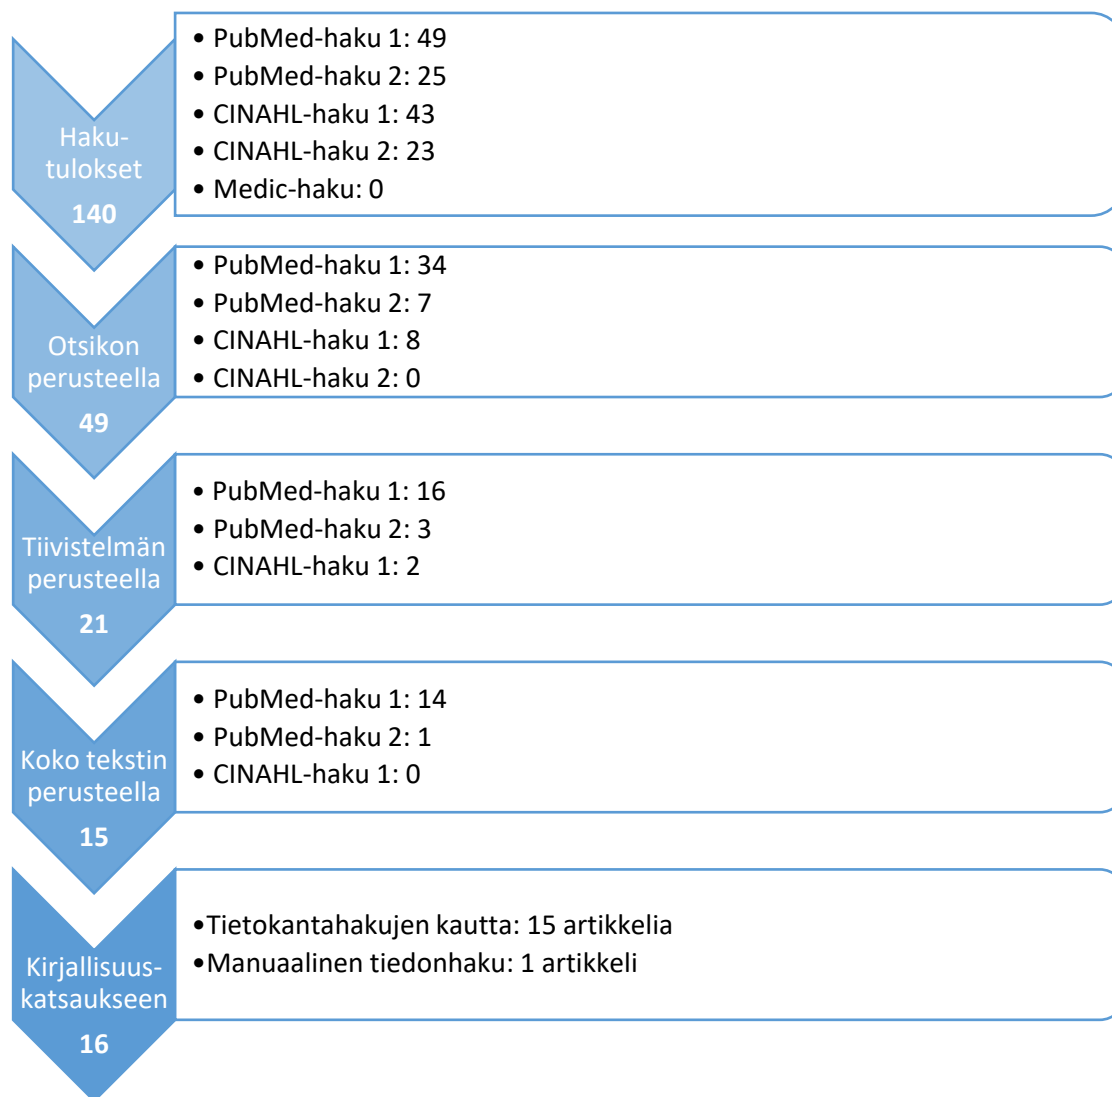 Haku-
tulokset
140
• PubMed-haku 1: 49
• PubMed-haku 2: 25
• CINAHL-haku 1: 43
• CINAHL-haku 2: 23
• Medic-haku: 0
Otsikon
perusteella
49
• PubMed-haku 1: 34
• PubMed-haku 2: 7
• CINAHL-haku 1: 8
• CINAHL-haku 2: 0
Tiivistelmän
perusteella
21
• PubMed-haku 1: 16
• PubMed-haku 2: 3
• CINAHL-haku 1: 2
Koko tekstin
perusteella
15
• PubMed-haku 1: 14
• PubMed-haku 2: 1
• CINAHL-haku 1: 0
Kirjallisuus-
katsaukseen
16
•Tietokantahakujen kautta: 15 artikkelia
•Manuaalinen tiedonhaku: 1 artikkeli